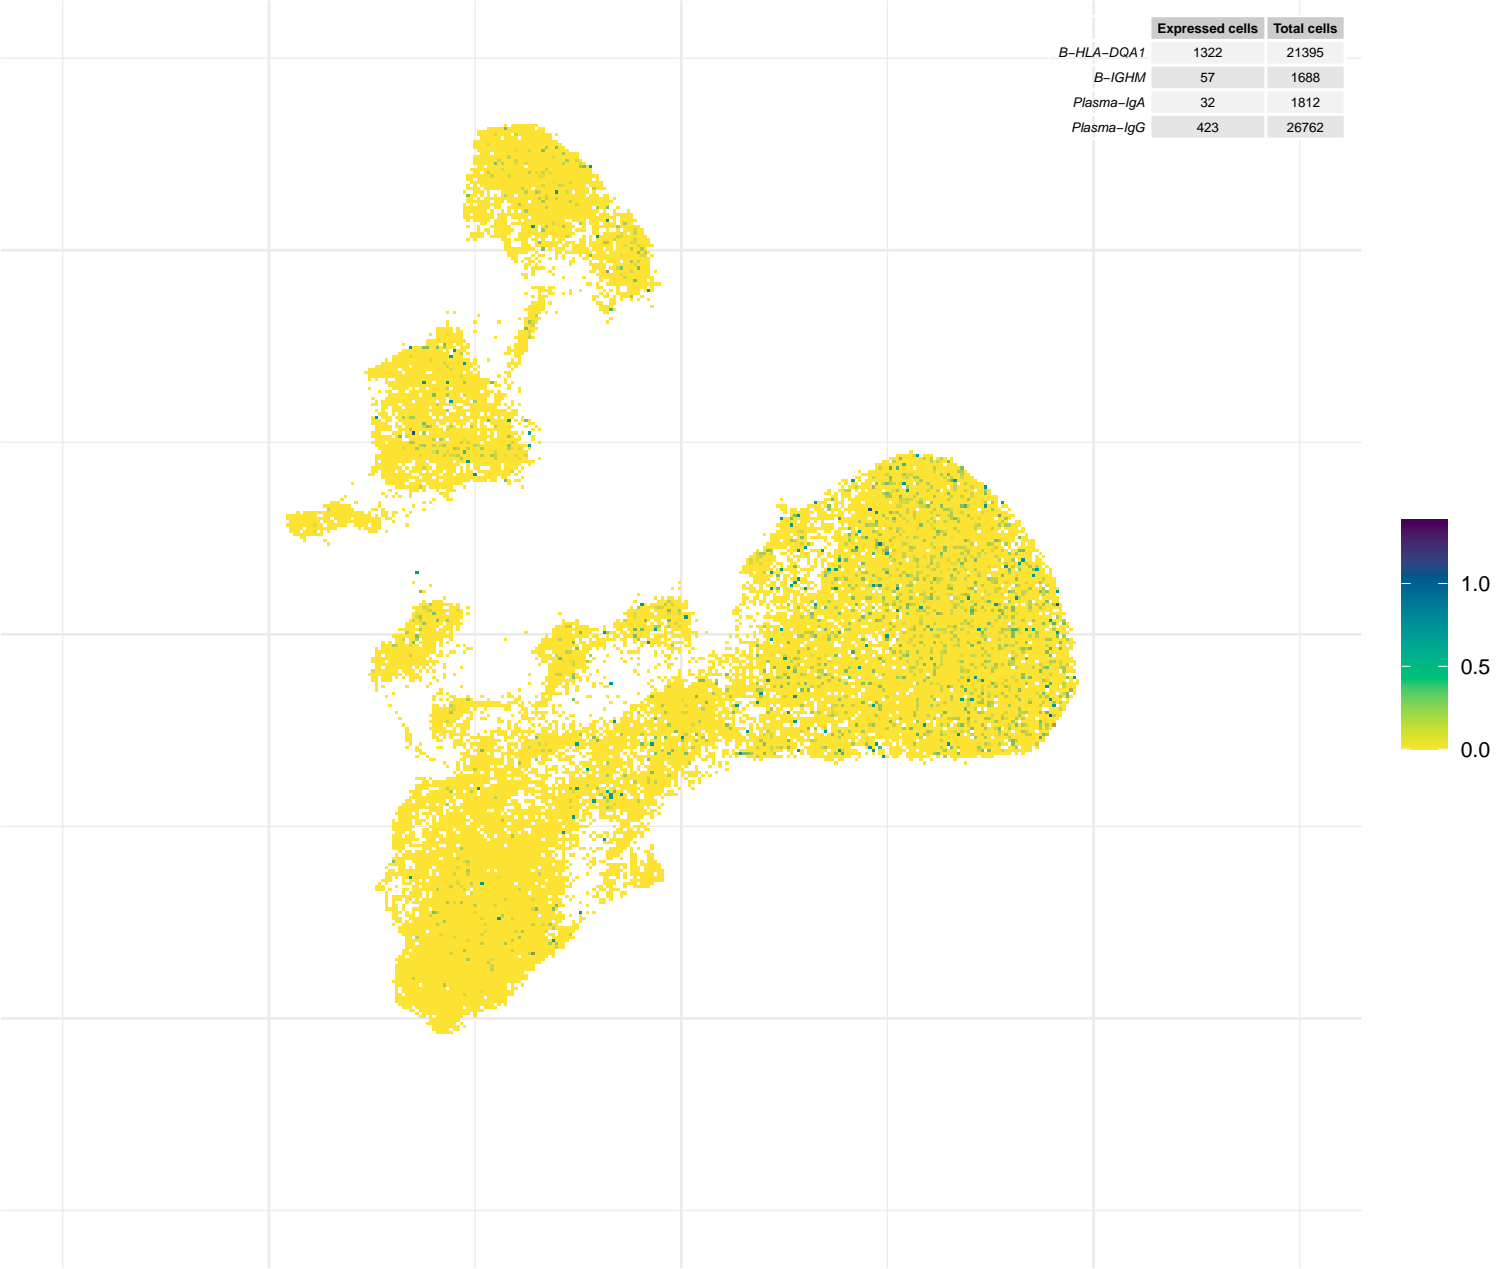 Expressed cells Total cells
B−HLA−DQA1 1322 21395
B−IGHM 57 1688
Plasma−IgA 32 1812
Plasma−IgG 423 26762
1.0
0.5
0.0